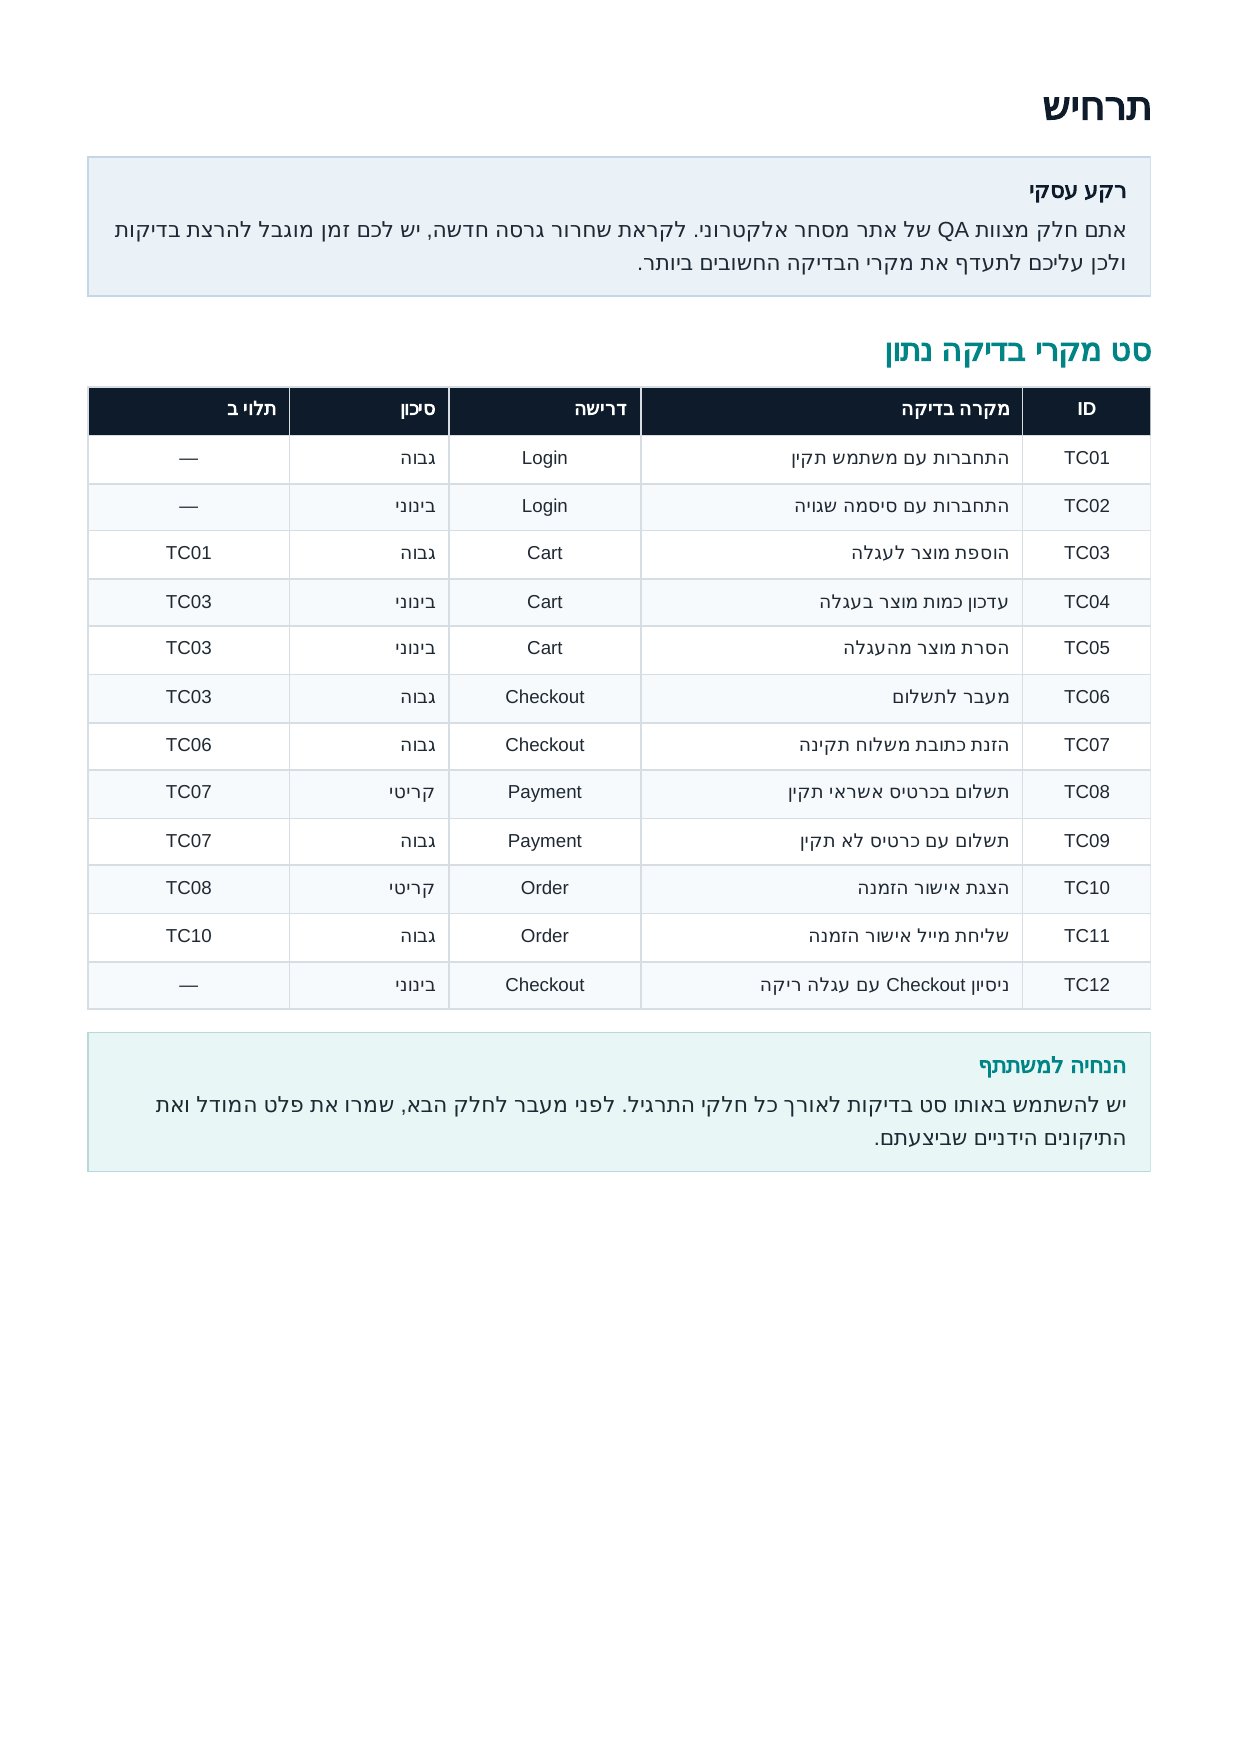 תרחיש
רקע עסקי
אתם חלק מצוות QA של אתר מסחר אלקטרוני. לקראת שחרור גרסה חדשה, יש לכם זמן מוגבל להרצת בדיקות
ולכן עליכם לתעדף את מקרי הבדיקה החשובים ביותר.
סט מקרי בדיקה נתון
ID מקרה בדיקה דרישה סיכון תלוי ב
TC01 התחברות עם משתמש תקין Login גבוה —
TC02 התחברות עם סיסמה שגויה Login בינוני —
TC03 הוספת מוצר לעגלה Cart גבוה TC01
TC04 עדכון כמות מוצר בעגלה Cart בינוני TC03
TC05 הסרת מוצר מהעגלה Cart בינוני TC03
TC06 מעבר לתשלום Checkout גבוה TC03
TC07 הזנת כתובת משלוח תקינה Checkout גבוה TC06
TC08 תשלום בכרטיס אשראי תקין Payment קריטי TC07
TC09 תשלום עם כרטיס לא תקין Payment גבוה TC07
TC10 הצגת אישור הזמנה Order קריטי TC08
TC11 שליחת מייל אישור הזמנה Order גבוה TC10
TC12 ניסיון Checkout עם עגלה ריקה Checkout בינוני —
הנחיה למשתתף
יש להשתמש באותו סט בדיקות לאורך כל חלקי התרגיל. לפני מעבר לחלק הבא, שמרו את פלט המודל ואת
התיקונים הידניים שביצעתם.